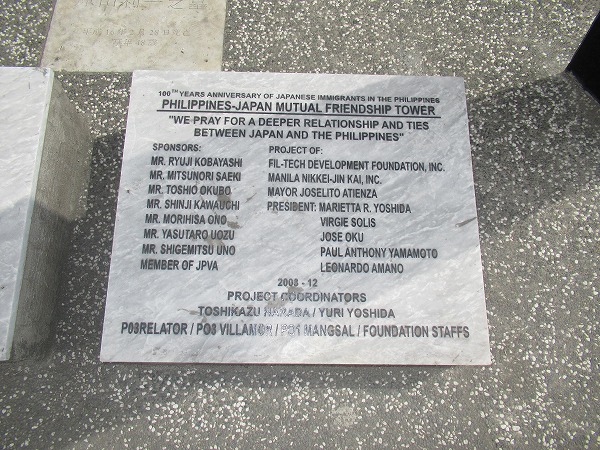 100TH YEARS ANNIVERSARY OF JAPANESE IMMIGRANTS IN THE PHILIPPINES
PHILIPPINES-JAPAN MUTUAL FRIENDSHIP TOWER
"WE PRAY FOR A DEEPER RELATIONSHIP AND TIES
BETWEEN JAPAN AND THE PHILIPPINES"
SPONSORS:
MR. RYUJI KOBAYASHI
MR. MITSUNORI SAEKI
MR. TOSHIO OKUBO
MR. SHINJI KAWAUCHI
MR. MORIHISA ONO
MR. YASUTARO UOZU
MR. SHIGEMITSU UNO
MEMBER OF JPVA
PROJECT OF:
FIL-TECH DEVELOPMENT FOUNDATION, INC.
MANILA NIKKEI-JIN KAI, INC.
MAYOR JOSELITO ATIENZA
PRESIDENT: MARIETTA R. YOSHIDA
VIRGIE SOLIS
JOSE OKU
PAUL ANTHONY YAMAMOTO
LEONARDO AMANO
2003 - 12
PROJECT COORDINATORS
TOSHIKAZU / YURI YOSHIDA
/ PO3 VILLAMOR / PO1 MANGSAL / FOUNDATION STAFFS